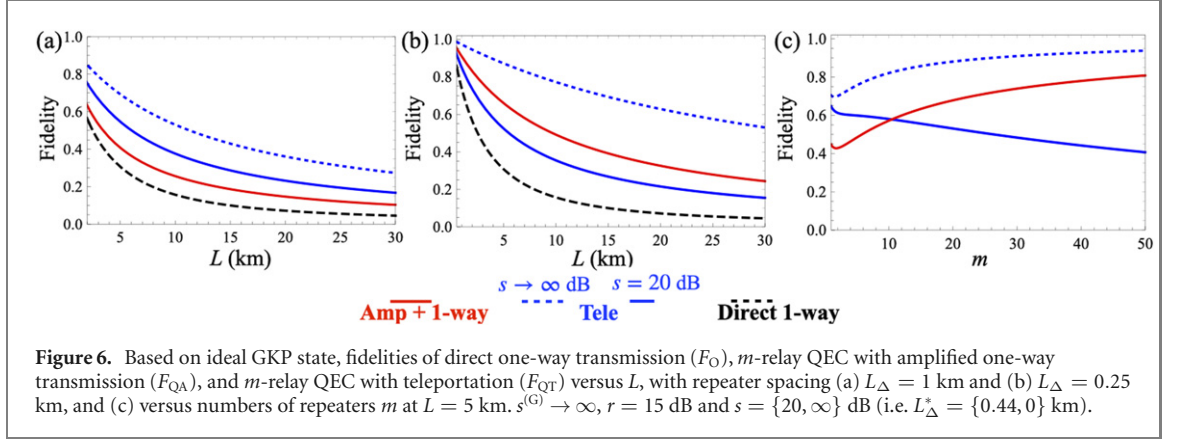 (a)
1.0
0.8
0.6
0.4
0.2
0.0
Fidelity
5 10 15 20 25 30
L (km)
(b)
1.0
0.8
0.6
0.4
0.2
0.0
Fidelity
5 10 15 20 25 30
L (km)
(c)
1.0
0.8
0.6
0.4
0.2
0.0
Fidelity
10 20 30 40 50
m
s → ∞ dB s = 20 dB
Amp + 1-way Tele Direct 1-way
Figure 6. Based on ideal GKP state, fidelities of direct one-way transmission (F_O), m-relay QEC with amplified one-way
transmission (F_QA), and m-relay QEC with teleportation (F_QT) versus L, with repeater spacing (a) L_Δ = 1 km and (b) L_Δ = 0.25
km, and (c) versus numbers of repeaters m at L = 5 km. s^(G) → ∞, r = 15 dB and s = {20, ∞} dB (i.e. L*_Δ = {0.44, 0} km).